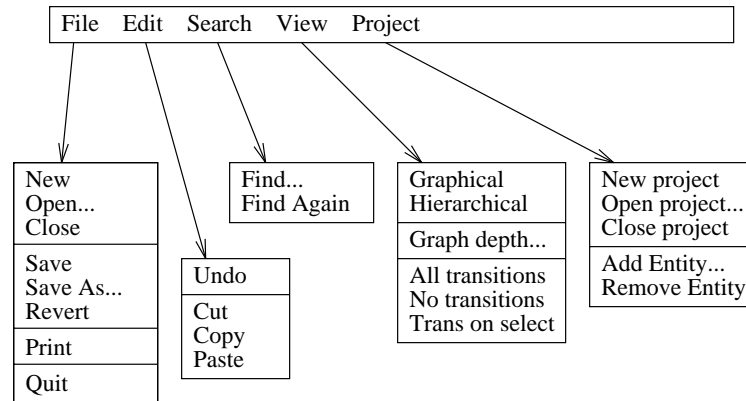 File Edit Search View Project
New
Open...
Close
Save
Save As...
Revert
Print
Quit
Undo
Cut
Copy
Paste
Find...
Find Again
Graphical
Hierarchical
Graph depth...
All transitions
No transitions
Trans on select
New project
Open project...
Close project
Add Entity...
Remove Entity